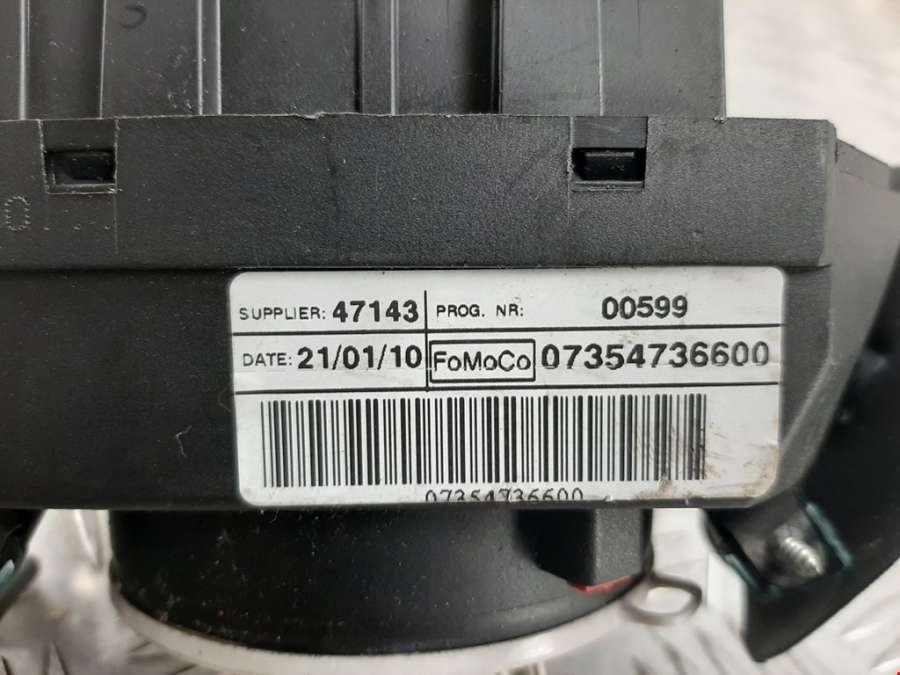 SUPPLIER: 47143 PROG. NR: 00599
DATE: 21/01/10 FoMoCo 07354736600
07354736600